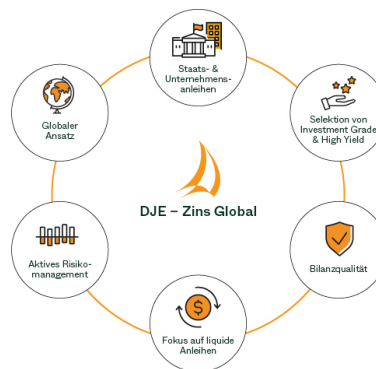 Staats- &
Unternehmens-
anleihen
Globaler
Ansatz
Selektion von
Investment Grade
& High Yield
DJE – Zins Global
Aktives Risiko-
management
Bilanzqualität
$
Fokus auf liquide
Anleihen